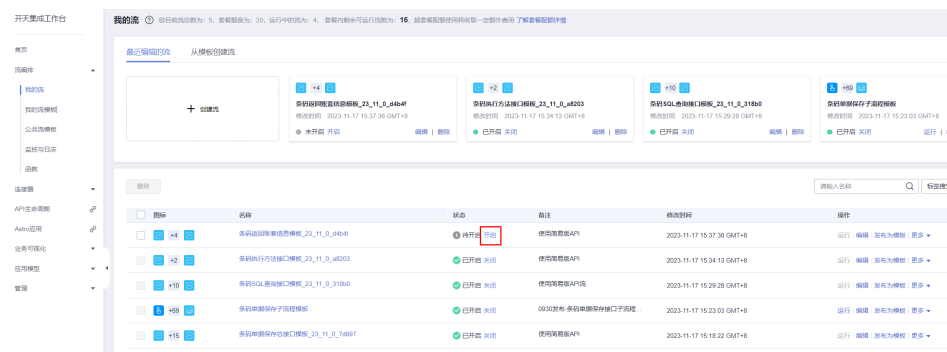 开天集成工作台
我的流 ? 您目前流总数为：5，套餐额度为：20，运行中的流为：4，套餐内剩余可运行流数为：16，超套餐配额使用将收取一定额外费用 了解套餐配额详情
首页
流编排
我的流
我的流模板
公共流模板
监控与日志
函数
连接器
API生命周期
Astro应用
业务可视化
应用模型
管理
最近编辑的流 从模板创建流
+ 创建流
+4
条码返回账套信息模板_23_11_0_d4b4f
修改时间 2023-11-17 15:37:38 GMT+8
未开启 开启 编辑 | 删除
+2
条码执行方法接口模板_23_11_0_a8203
修改时间 2023-11-17 15:34:13 GMT+8
已开启 关闭 编辑 | 删除
+10
条码SQL查询接口模板_23_11_0_318b0
修改时间 2023-11-17 15:29:28 GMT+8
已开启 关闭 编辑 | 删除
+69
条码单据保存子流程模板
修改时间 2023-11-17 15:23:03 GMT+8
已开启 关闭 运行 |
删除 请输入名称 标签搜
图标 名称 状态 备注 修改时间 操作
+4 条码返回账套信息模板_23_11_0_d4b4f 待开启 开启 使用简易版API 2023-11-17 15:37:38 GMT+8 运行 | 编辑 | 发布为模板 | 更多
+2 条码执行方法接口模板_23_11_0_a8203 已开启 关闭 使用简易版API 2023-11-17 15:34:13 GMT+8 运行 | 编辑 | 发布为模板 | 更多
+10 条码SQL查询接口模板_23_11_0_318b0 已开启 关闭 使用简易版API流 2023-11-17 15:29:28 GMT+8 运行 | 编辑 | 发布为模板 | 更多
+69 条码单据保存子流程模板 已开启 关闭 0930发布-条码单据保存接口子流程... 2023-11-17 15:23:03 GMT+8 运行 | 编辑 | 发布为模板 | 更多
+15 条码单据保存总接口模板_23_11_0_7d997 已开启 关闭 使用简易版API 2023-11-17 15:18:22 GMT+8 运行 | 编辑 | 发布为模板 | 更多